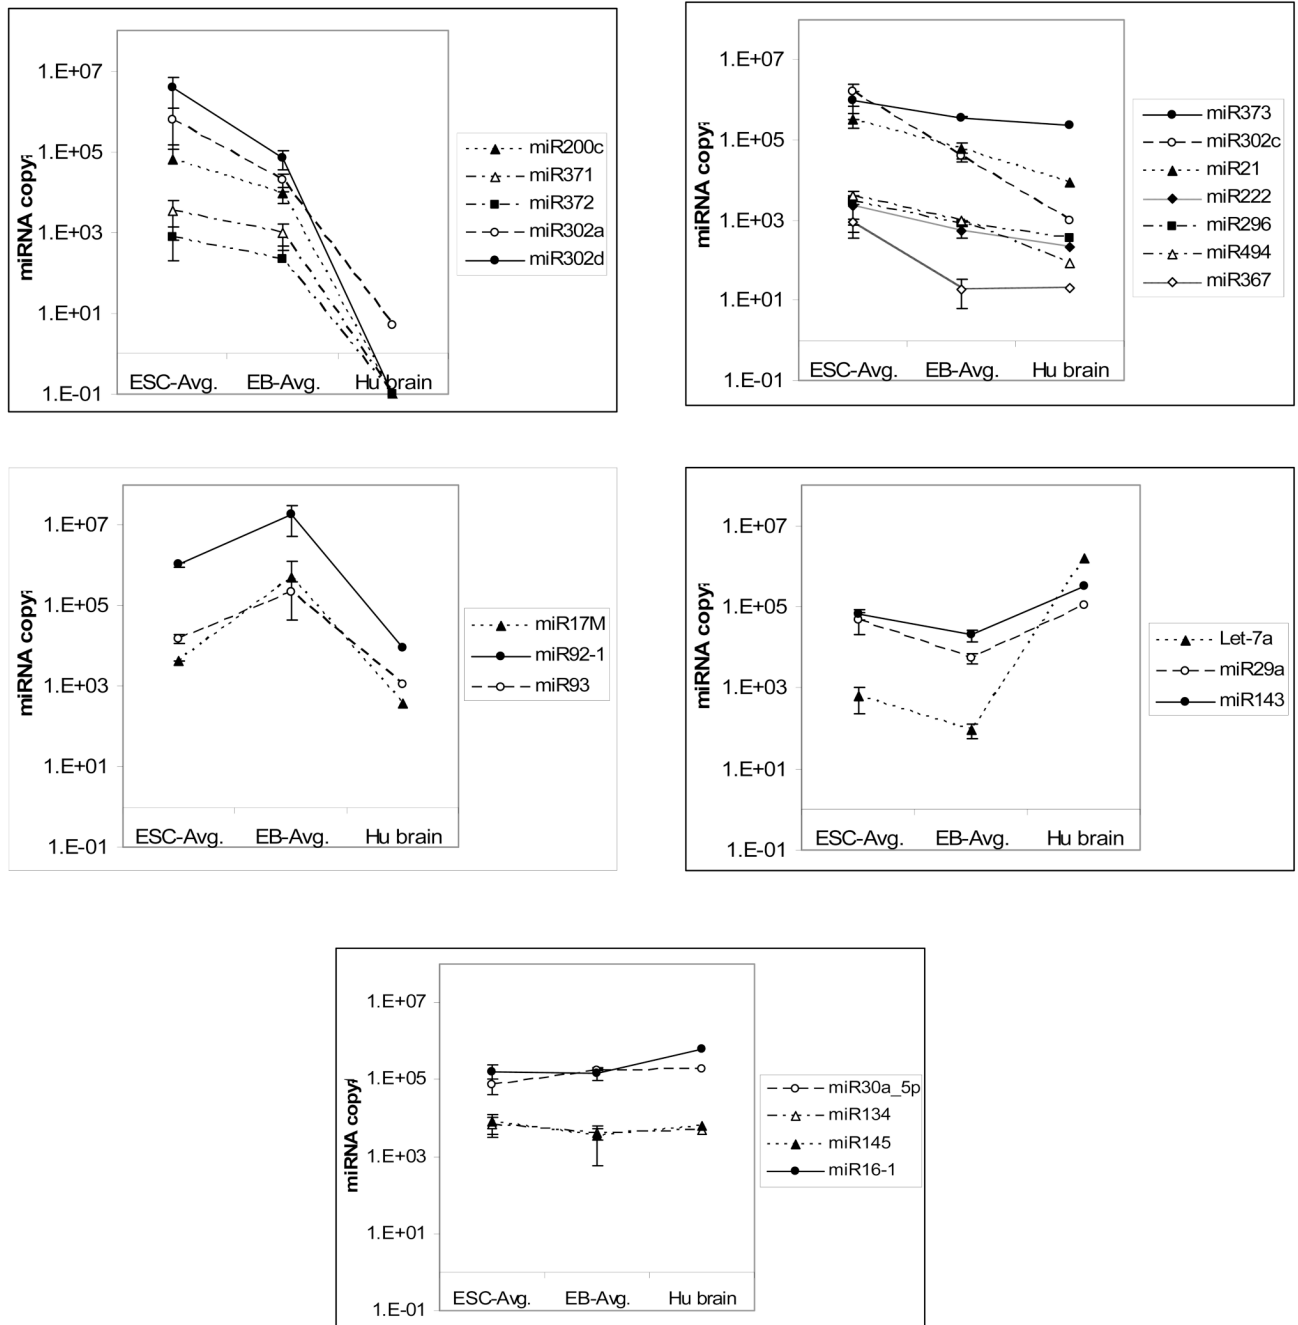 miRNA copy
1.E+07
1.E+05
1.E+03
1.E+01
1.E-01
ESC-Avg. EB-Avg. Hu brain
miR200c
miR371
miR372
miR302a
miR302d
miRNA copy
1.E+07
1.E+05
1.E+03
1.E+01
1.E-01
ESC-Avg. EB-Avg. Hu brain
miR373
miR302c
miR21
miR222
miR296
miR494
miR367
miRNA copy
1.E+07
1.E+05
1.E+03
1.E+01
1.E-01
ESC-Avg. EB-Avg. Hu brain
miR17M
miR92-1
miR93
miRNA copy
1.E+07
1.E+05
1.E+03
1.E+01
1.E-01
ESC-Avg. EB-Avg. Hu brain
Let-7a
miR29a
miR143
miRNA copy
1.E+07
1.E+05
1.E+03
1.E+01
1.E-01
ESC-Avg. EB-Avg. Hu brain
miR30a_5p
miR134
miR145
miR16-1